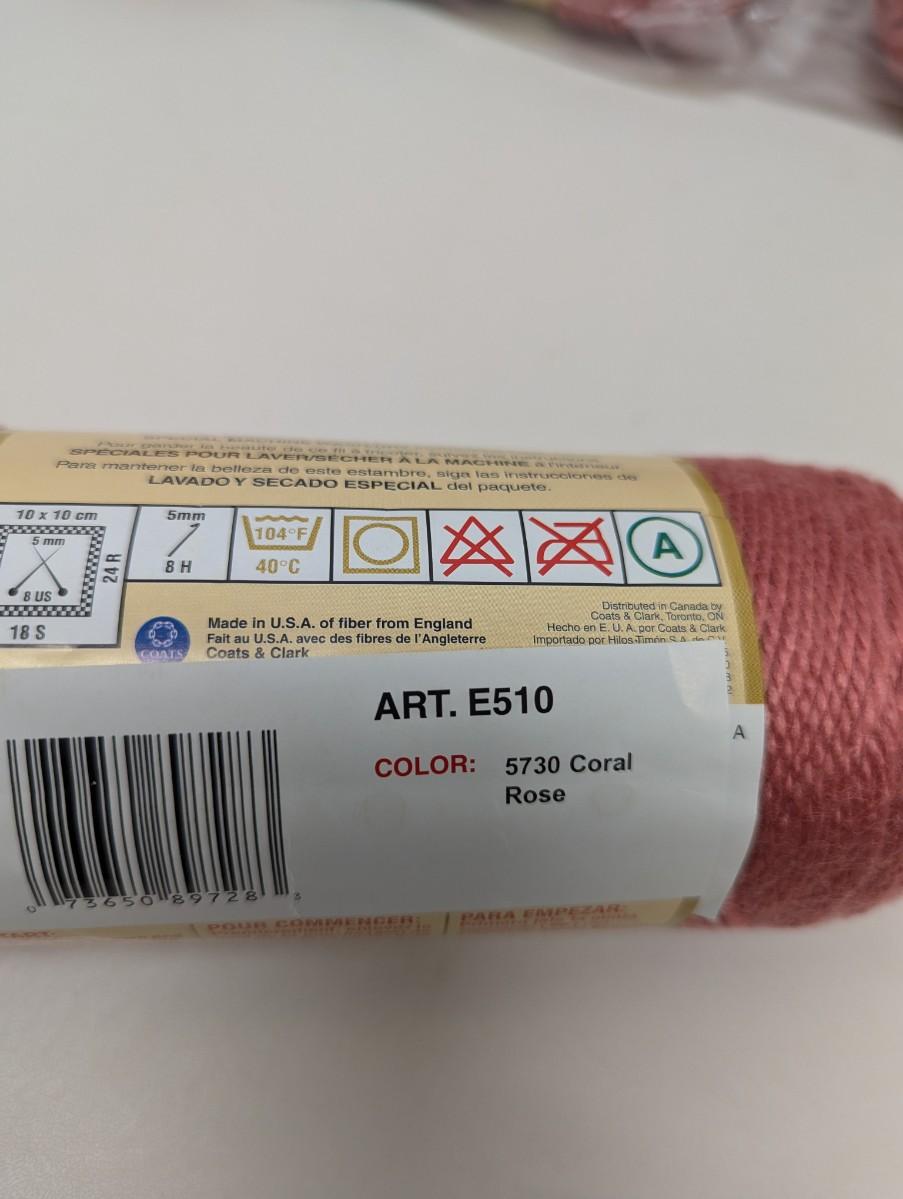 SPÉCIALES POUR LAVER/SÉCHER À LA MACHINE à l'intérieur
Para mantener la belleza de este estambre, siga las instrucciones de
LAVADO Y SECADO ESPECIAL del paquete.
10 x 10 cm
5 mm
8 US
24 R
18 S
5mm
8 H
104°F
40°C
A
COATS
Made in U.S.A. of fiber from England
Fait au U.S.A. avec des fibres de l'Angleterre
Coats & Clark
Distributed in Canada by
Coats & Clark, Toronto, ON
Hecho en E. U. A. por Coats & Clark
Importado por Hilos Timón S.A. de C.V.
ART. E510
COLOR: 5730 Coral
Rose
A
0 73650 89728
POUR COMMENCER:
PARA EMPEZAR: